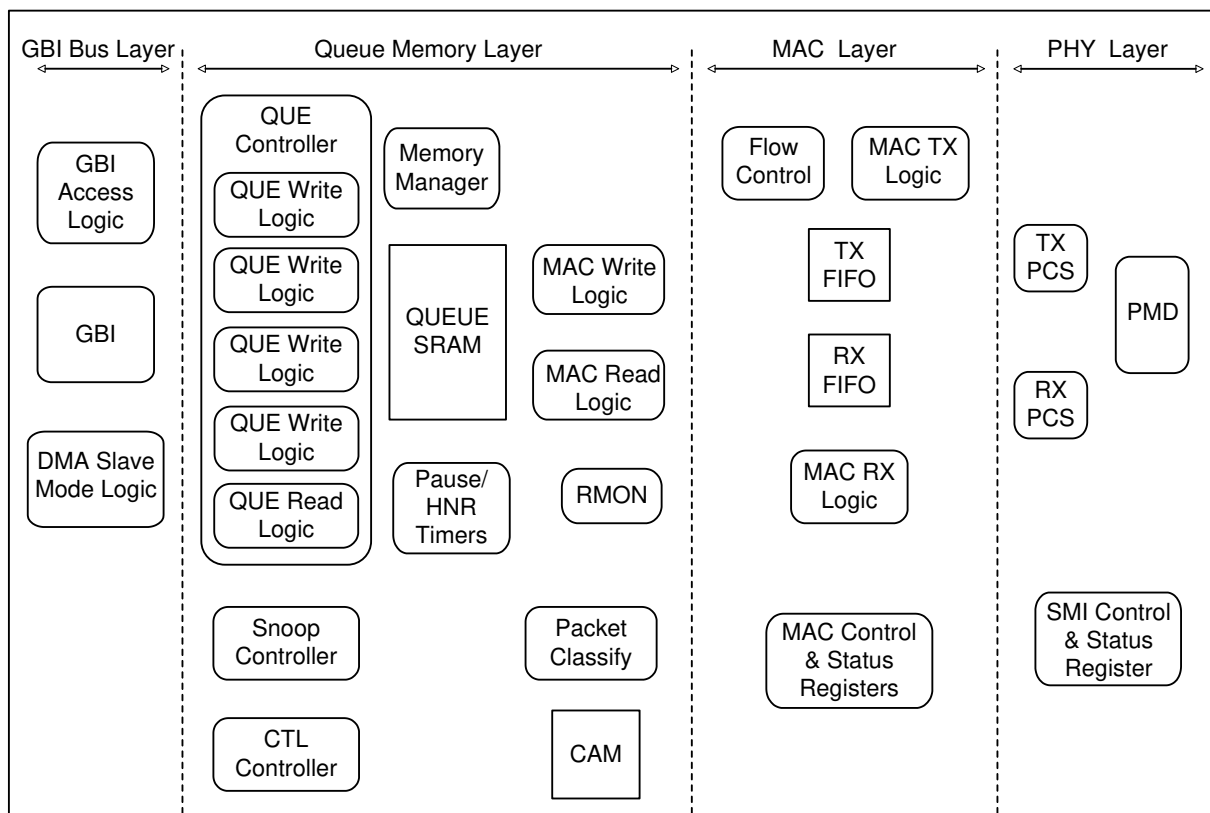 GBI Bus Layer
Queue Memory Layer
MAC Layer
PHY Layer
GBI
Access
Logic
GBI
DMA Slave
Mode Logic
QUE
Controller
QUE Write
Logic
QUE Write
Logic
QUE Write
Logic
QUE Write
Logic
QUE Read
Logic
Snoop
Controller
CTL
Controller
Memory
Manager
QUEUE
SRAM
Pause/
HNR
Timers
MAC Write
Logic
MAC Read
Logic
RMON
Packet
Classify
CAM
Flow
Control
MAC TX
Logic
TX
FIFO
RX
FIFO
MAC RX
Logic
MAC Control
& Status
Registers
TX
PCS
PMD
RX
PCS
SMI Control
& Status
Register